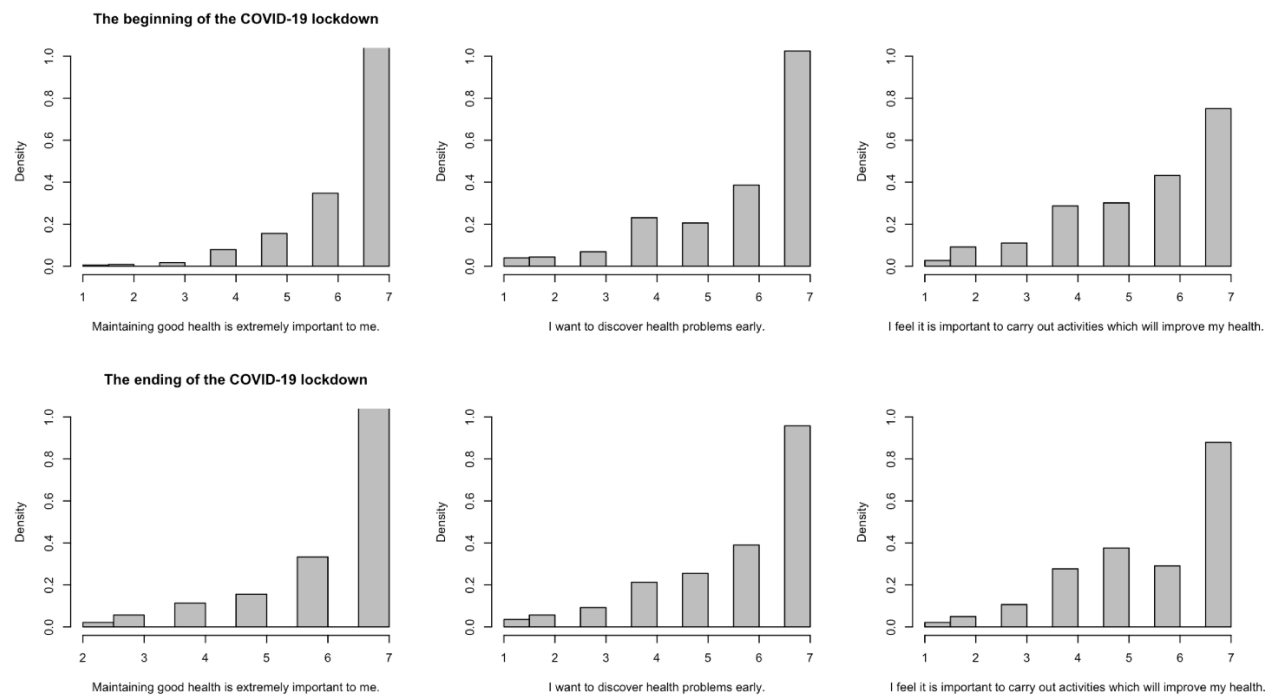 The beginning of the COVID-19 lockdown
Density
0.0 0.2 0.4 0.6 0.8 1.0
1 2 3 4 5 6 7
Maintaining good health is extremely important to me.
Density
0.0 0.2 0.4 0.6 0.8 1.0
1 2 3 4 5 6 7
I want to discover health problems early.
Density
0.0 0.2 0.4 0.6 0.8 1.0
1 2 3 4 5 6 7
I feel it is important to carry out activities which will improve my health.
The ending of the COVID-19 lockdown
Density
0.0 0.2 0.4 0.6 0.8 1.0
2 3 4 5 6 7
Maintaining good health is extremely important to me.
Density
0.0 0.2 0.4 0.6 0.8 1.0
1 2 3 4 5 6 7
I want to discover health problems early.
Density
0.0 0.2 0.4 0.6 0.8 1.0
1 2 3 4 5 6 7
I feel it is important to carry out activities which will improve my health.